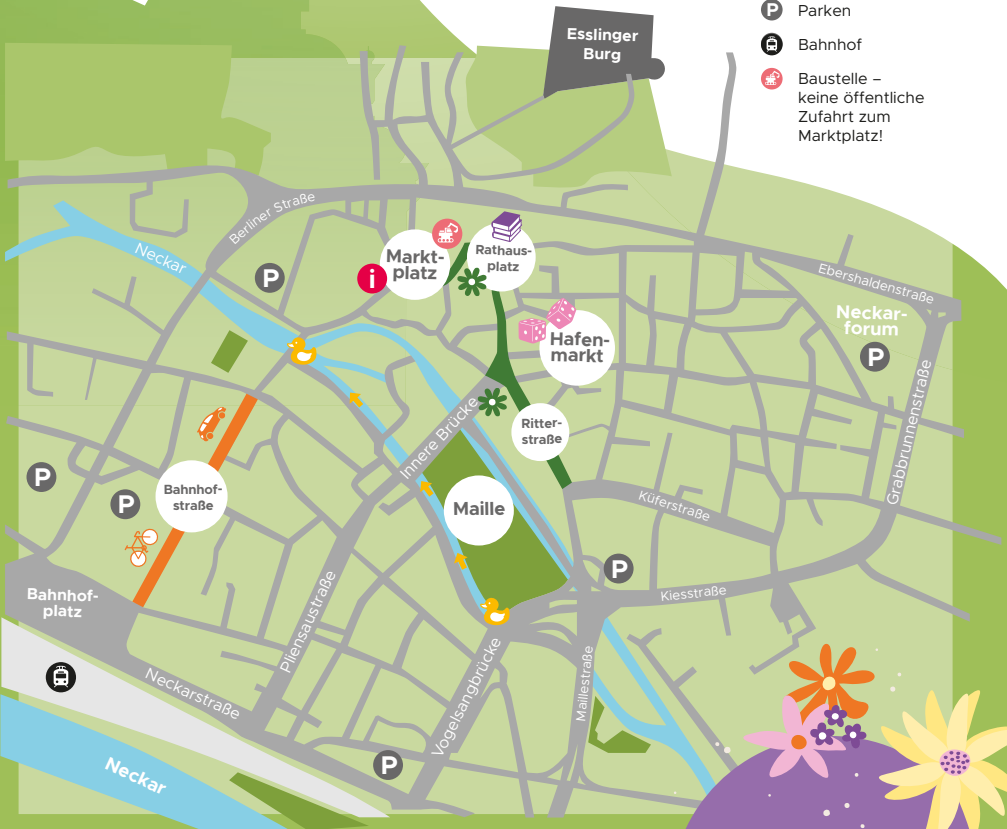 P Parken
Bahnhof
Baustelle –
keine öffentliche
Zufahrt zum
Marktplatz!
Esslinger
Burg
Berliner Straße
Neckar
P
i
Markt-
platz
Rathaus-
platz
Hafen-
markt
Ebershaldenstraße
Neckar-
forum
P
Grabbrunnenstraße
Ritter-
straße
Innere Brücke
P
P
Bahnhof-
straße
Maille
Küferstraße
P
Kiesstraße
Bahnhof-
platz
Pliensaustraße
Neckarstraße
Vogelsangbrücke
Maillestraße
P
Neckar